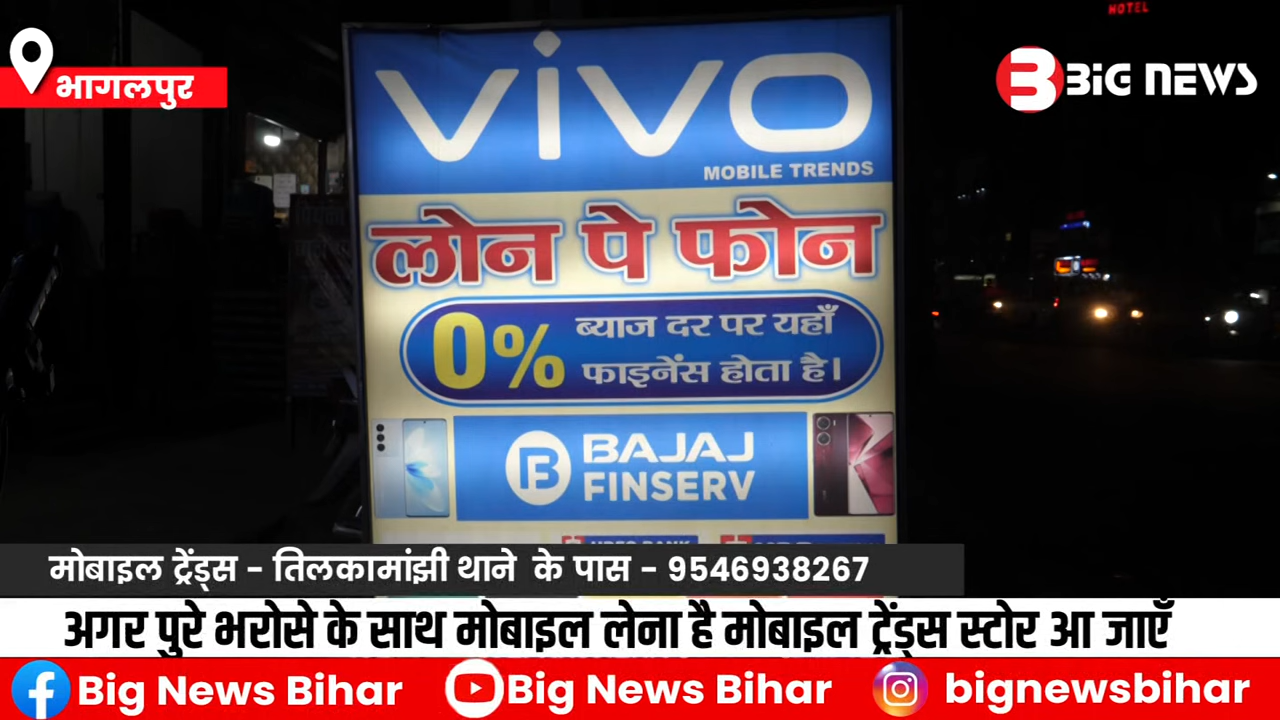 HOTEL
भागलपुर
BIG NEWS
vivo
MOBILE TRENDS
लोन पे फोन
0% ब्याज दर पर यहाँ
फाइनेंस होता है।
BAJAJ
FINSERV
मोबाइल ट्रेंड्स - तिलकामांझी थाने के पास - 9546938267
अगर पुरे भरोसे के साथ मोबाइल लेना है मोबाइल ट्रेंड्स स्टोर आ जाएँ
Big News Bihar
Big News Bihar
bignewsbihar